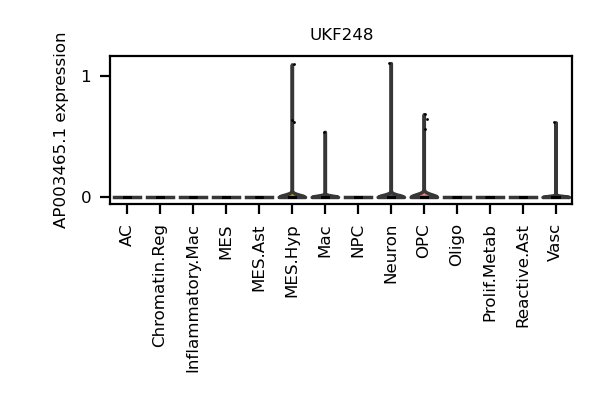 UKF248
AP003465.1 expression
1
0
AC
Chromatin.Reg
Inflammatory.Mac
MES
MES.Ast
MES.Hyp
Mac
NPC
Neuron
OPC
Oligo
Prolif.Metab
Reactive.Ast
Vasc